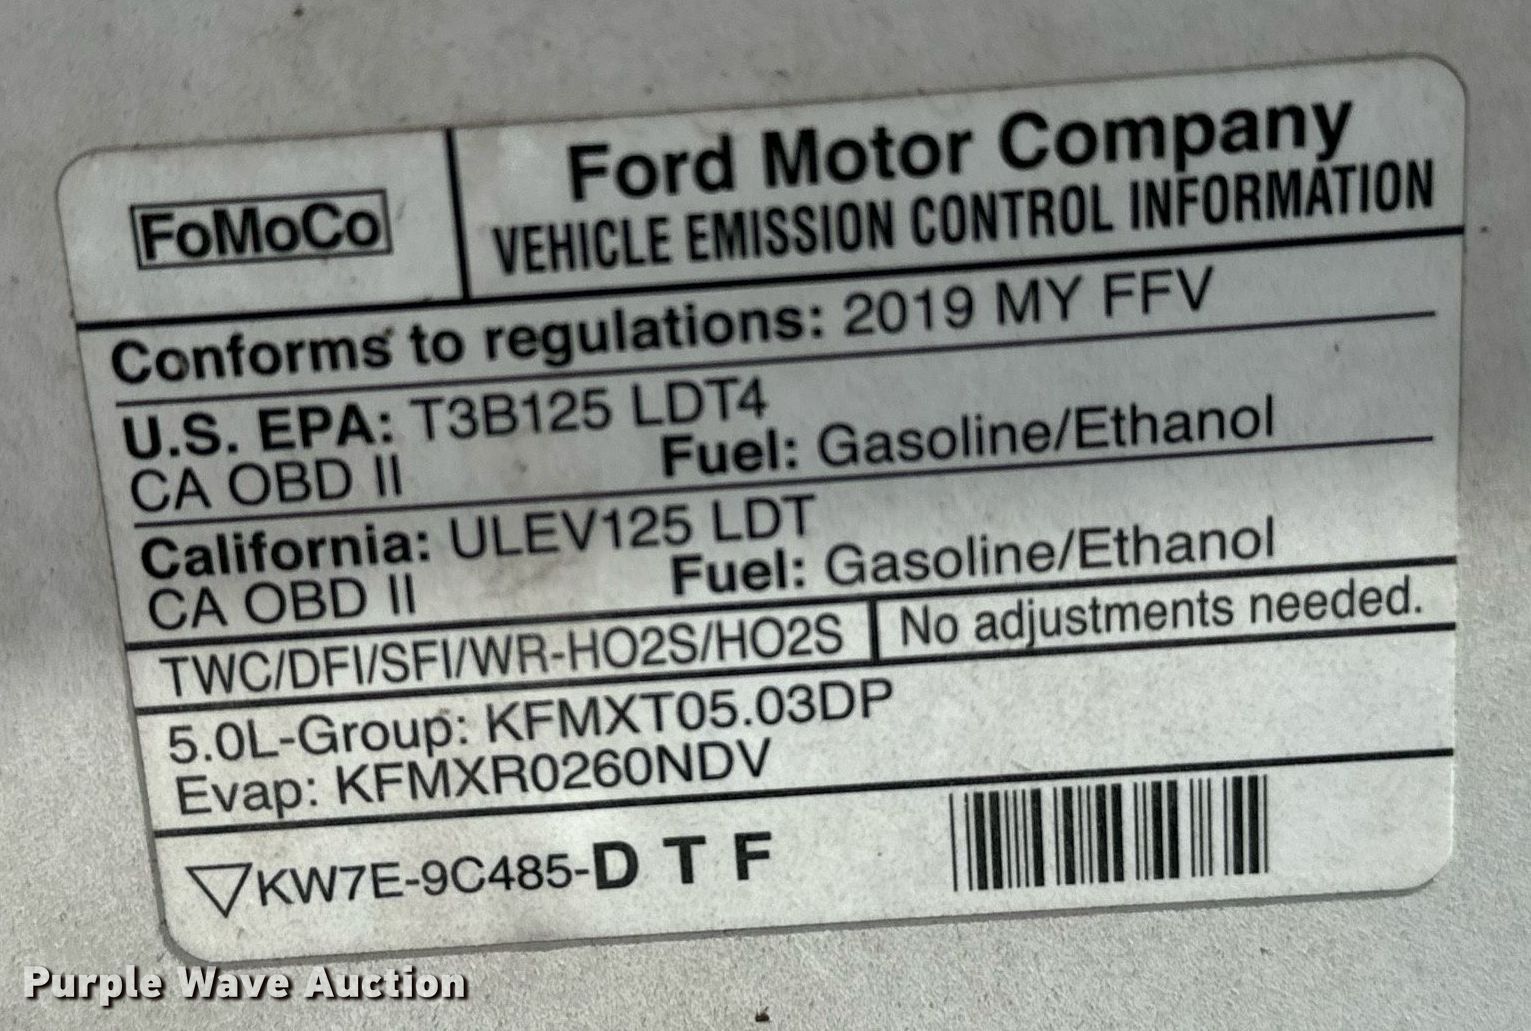 FoMoCo
Ford Motor Company
VEHICLE EMISSION CONTROL INFORMATION
Conforms to regulations: 2019 MY FFV
U.S. EPA: T3B125 LDT4
CA OBD II Fuel: Gasoline/Ethanol
California: ULEV125 LDT
CA OBD II Fuel: Gasoline/Ethanol
TWC/DFI/SFI/WR-HO2S/HO2S No adjustments needed.
5.0L-Group: KFMXT05.03DP
Evap: KFMXR0260NDV
KW7E-9C485-D T F
Purple Wave Auction